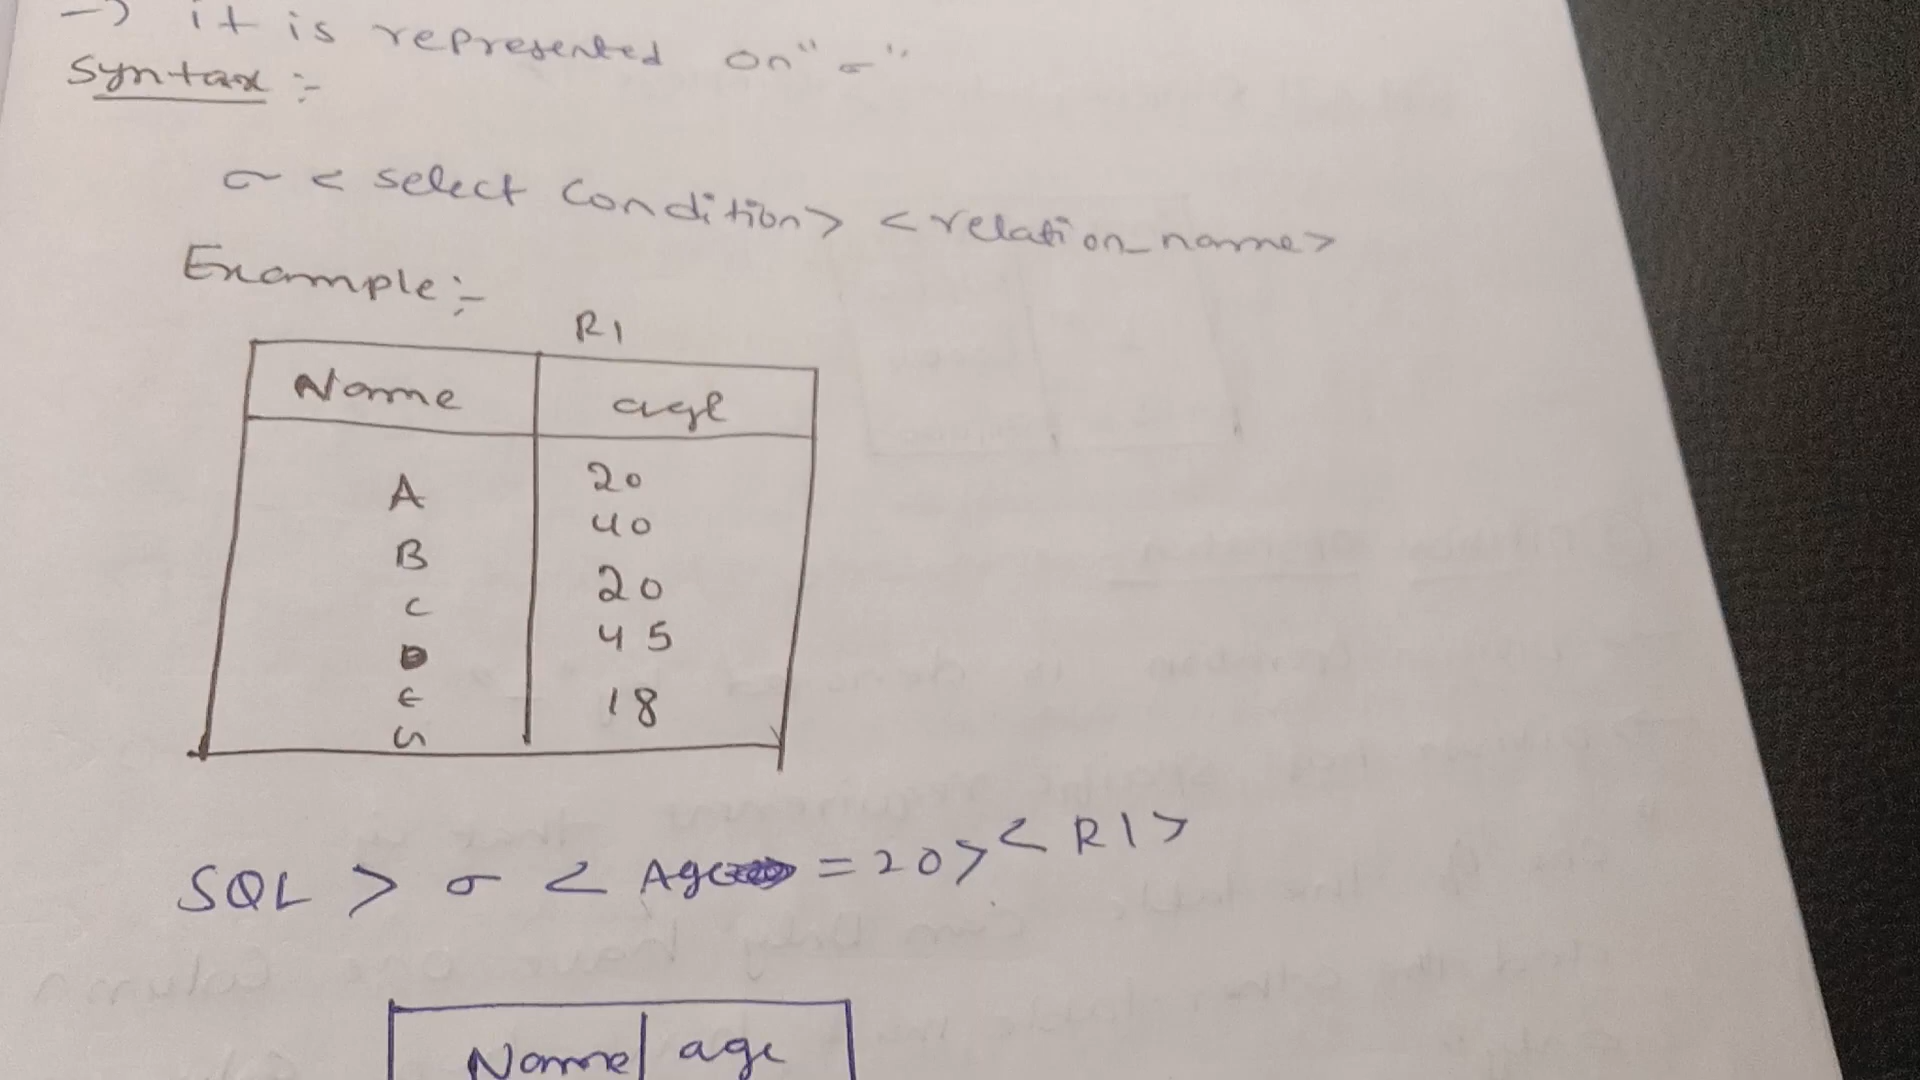 -> it is represented on "σ"
Syntax :-
σ < select condition> <relation_name>
Example :-
R1
Name age
A 20
B 40
C 20
D 45
E 18
G
SQL > σ < Age = 20> < R1>
Name age